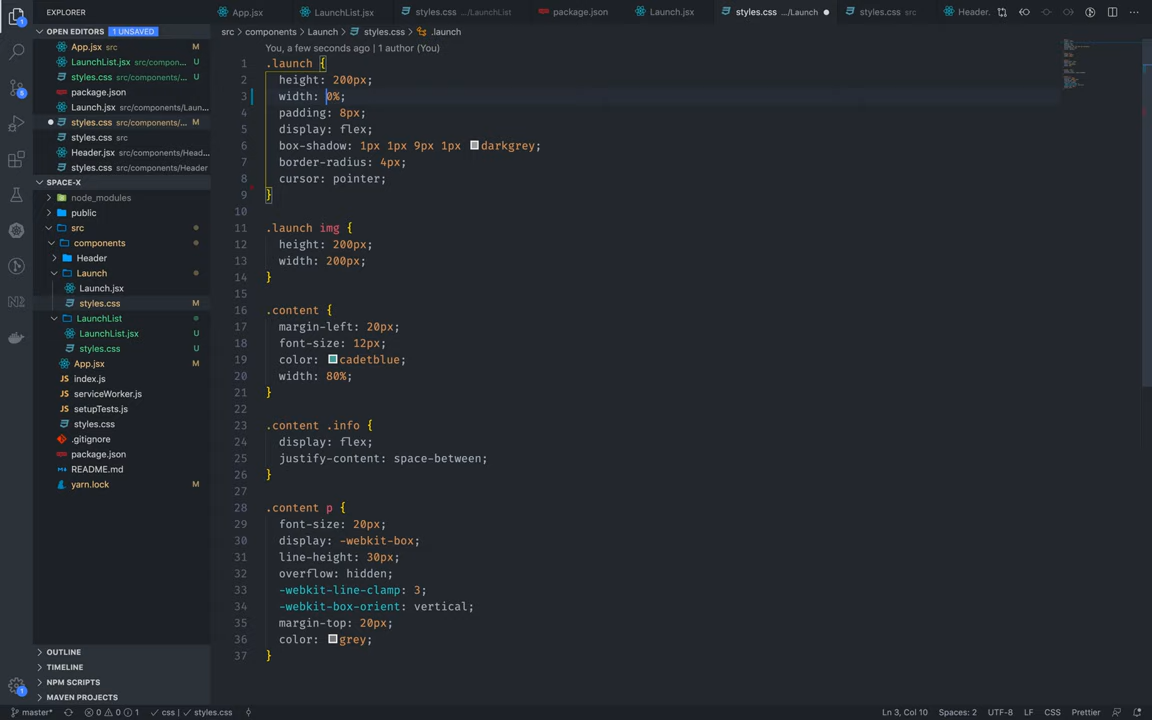 EXPLORER
OPEN EDITORS 1 UNSAVED
App.jsx src M
LaunchList.jsx src/compon... U
styles.css src/components/... U
package.json
Launch.jsx src/components/Laun...
styles.css src/components/... M
styles.css src
Header.jsx src/components/Head...
styles.css src/components/Header
SPACE-X
node_modules
public
src
components
Header
Launch
Launch.jsx
styles.css M
LaunchList
LaunchList.jsx U
styles.css U
App.jsx M
index.js
serviceWorker.js
setupTests.js
styles.css
.gitignore
package.json
README.md
yarn.lock M
OUTLINE
TIMELINE
NPM SCRIPTS
MAVEN PROJECTS
App.jsx LaunchList.jsx styles.css .../LaunchList package.json Launch.jsx styles.css .../Launch styles.css src Header.
src > components > Launch > styles.css > .launch
You, a few seconds ago | 1 author (You)
1 .launch {
2 height: 200px;
3 width: 0%;
4 padding: 8px;
5 display: flex;
6 box-shadow: 1px 1px 9px 1px darkgrey;
7 border-radius: 4px;
8 cursor: pointer;
9 }
10
11 .launch img {
12 height: 200px;
13 width: 200px;
14 }
15
16 .content {
17 margin-left: 20px;
18 font-size: 12px;
19 color: cadetblue;
20 width: 80%;
21 }
22
23 .content .info {
24 display: flex;
25 justify-content: space-between;
26 }
27
28 .content p {
29 font-size: 20px;
30 display: -webkit-box;
31 line-height: 30px;
32 overflow: hidden;
33 -webkit-line-clamp: 3;
34 -webkit-box-orient: vertical;
35 margin-top: 20px;
36 color: grey;
37 }
master* 0 0 1 css | styles.css Ln 3, Col 10 Spaces: 2 UTF-8 LF CSS Prettier